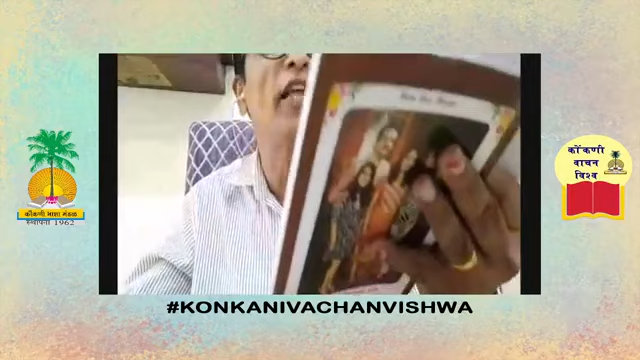 कोंकणी
वाचन
विश्व
कोंकणी भाशा मंडळ
स्थापना 1962
#KONKANIVACHANVISHWA